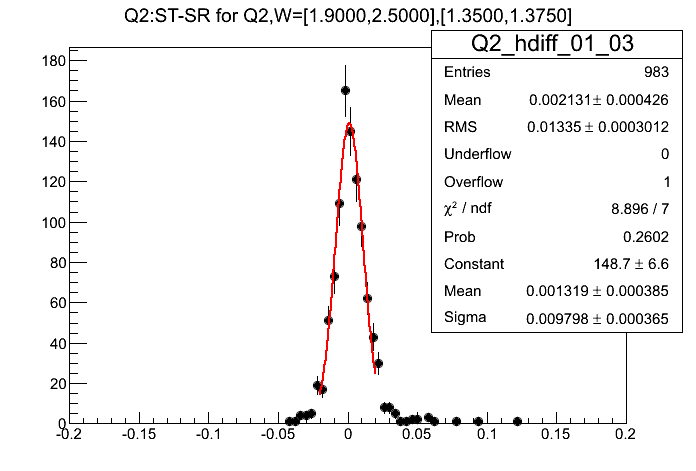 Q2:ST-SR for Q2,W=[1.9000,2.5000],[1.3500,1.3750]
Q2_hdiff_01_03
Entries 983
Mean 0.002131± 0.000426
RMS 0.01335± 0.0003012
Underflow 0
Overflow 1
χ² / ndf 8.896 / 7
Prob 0.2602
Constant 148.7 ± 6.6
Mean 0.001319 ± 0.000385
Sigma 0.009798 ± 0.000365
180
160
140
120
100
80
60
40
20
0
-0.2 -0.15 -0.1 -0.05 0 0.05 0.1 0.15 0.2